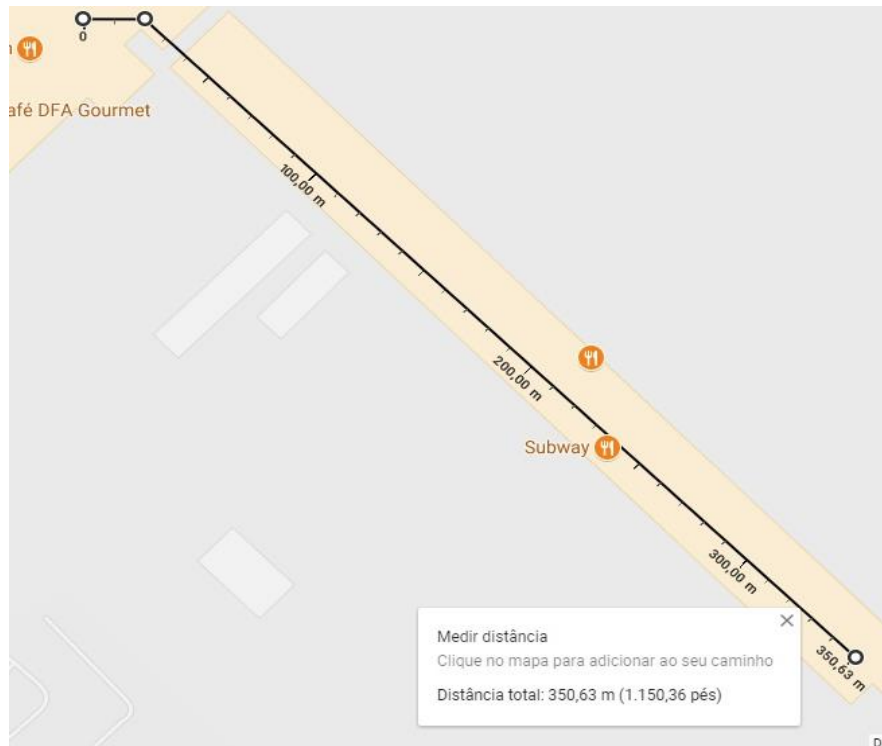 0
afé DFA Gourmet
100,00 m
200,00 m
Subway
300,00 m
350,63 m
Medir distância
Clique no mapa para adicionar ao seu caminho
Distância total: 350,63 m (1.150,36 pés)
D